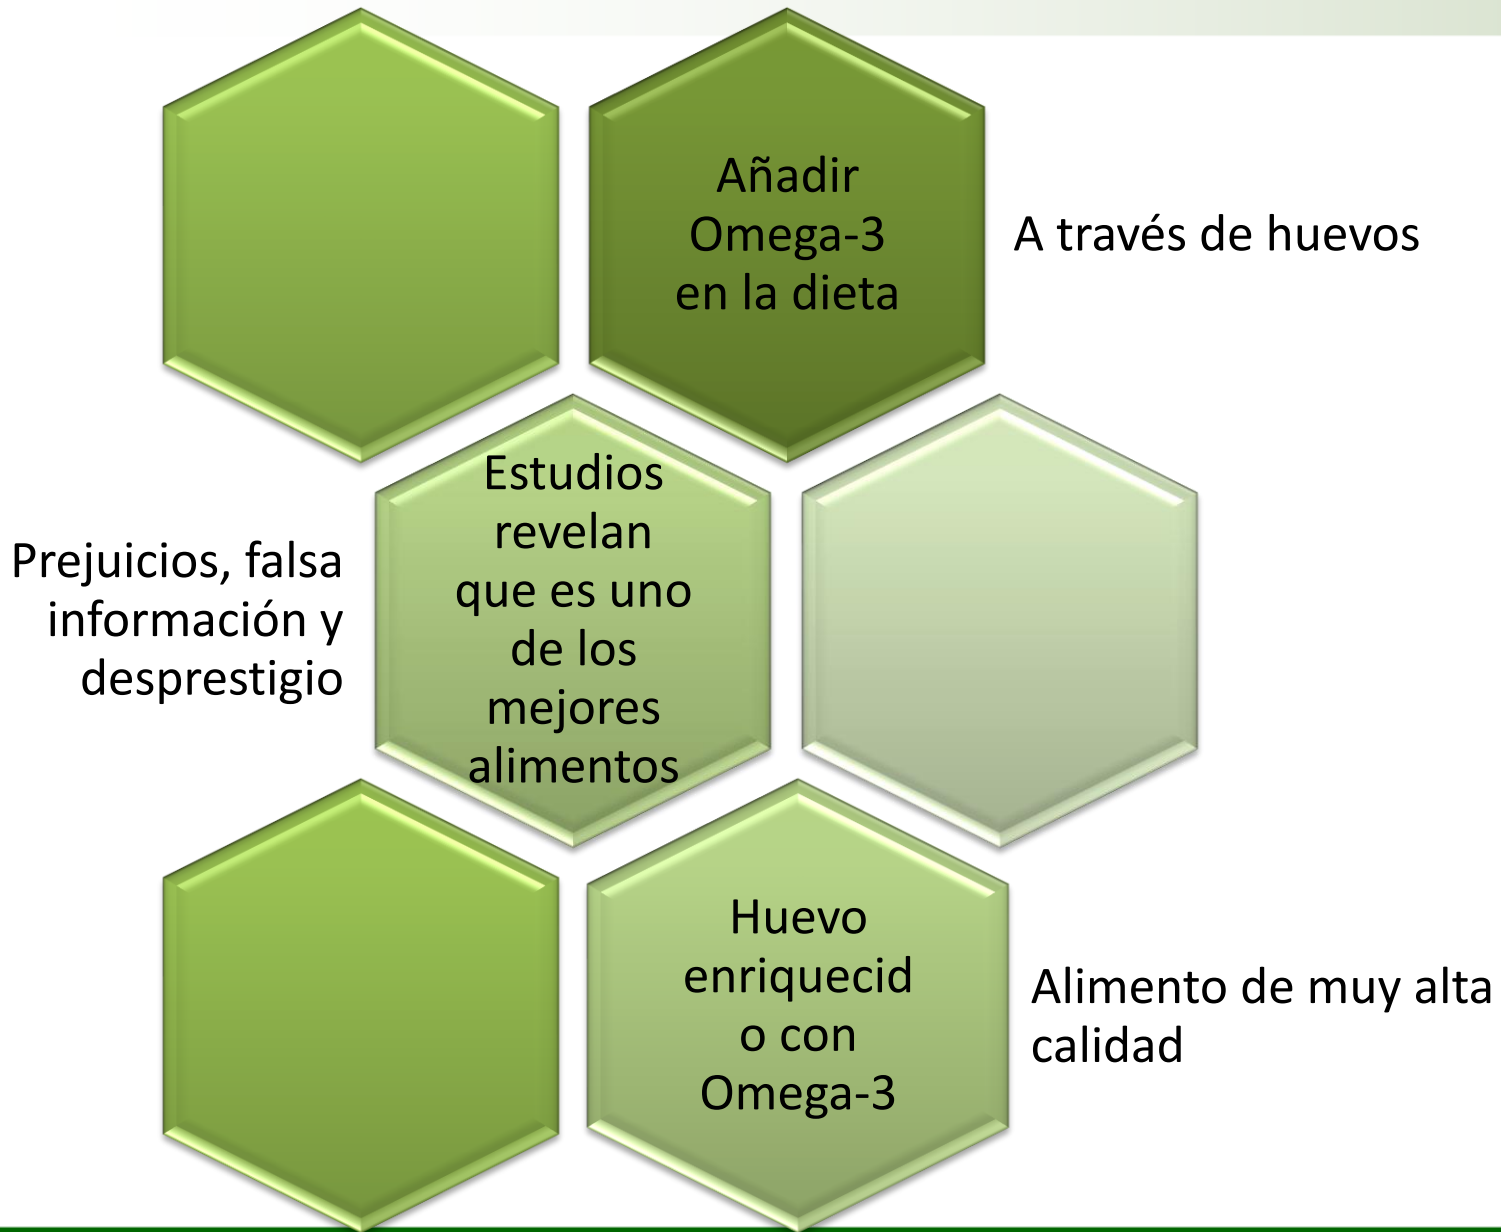 Añadir
Omega-3
en la dieta
A través de huevos
Prejuicios, falsa
información y
desprestigio
Estudios
revelan
que es uno
de los
mejores
alimentos
Huevo
enriquecid
o con
Omega-3
Alimento de muy alta
calidad